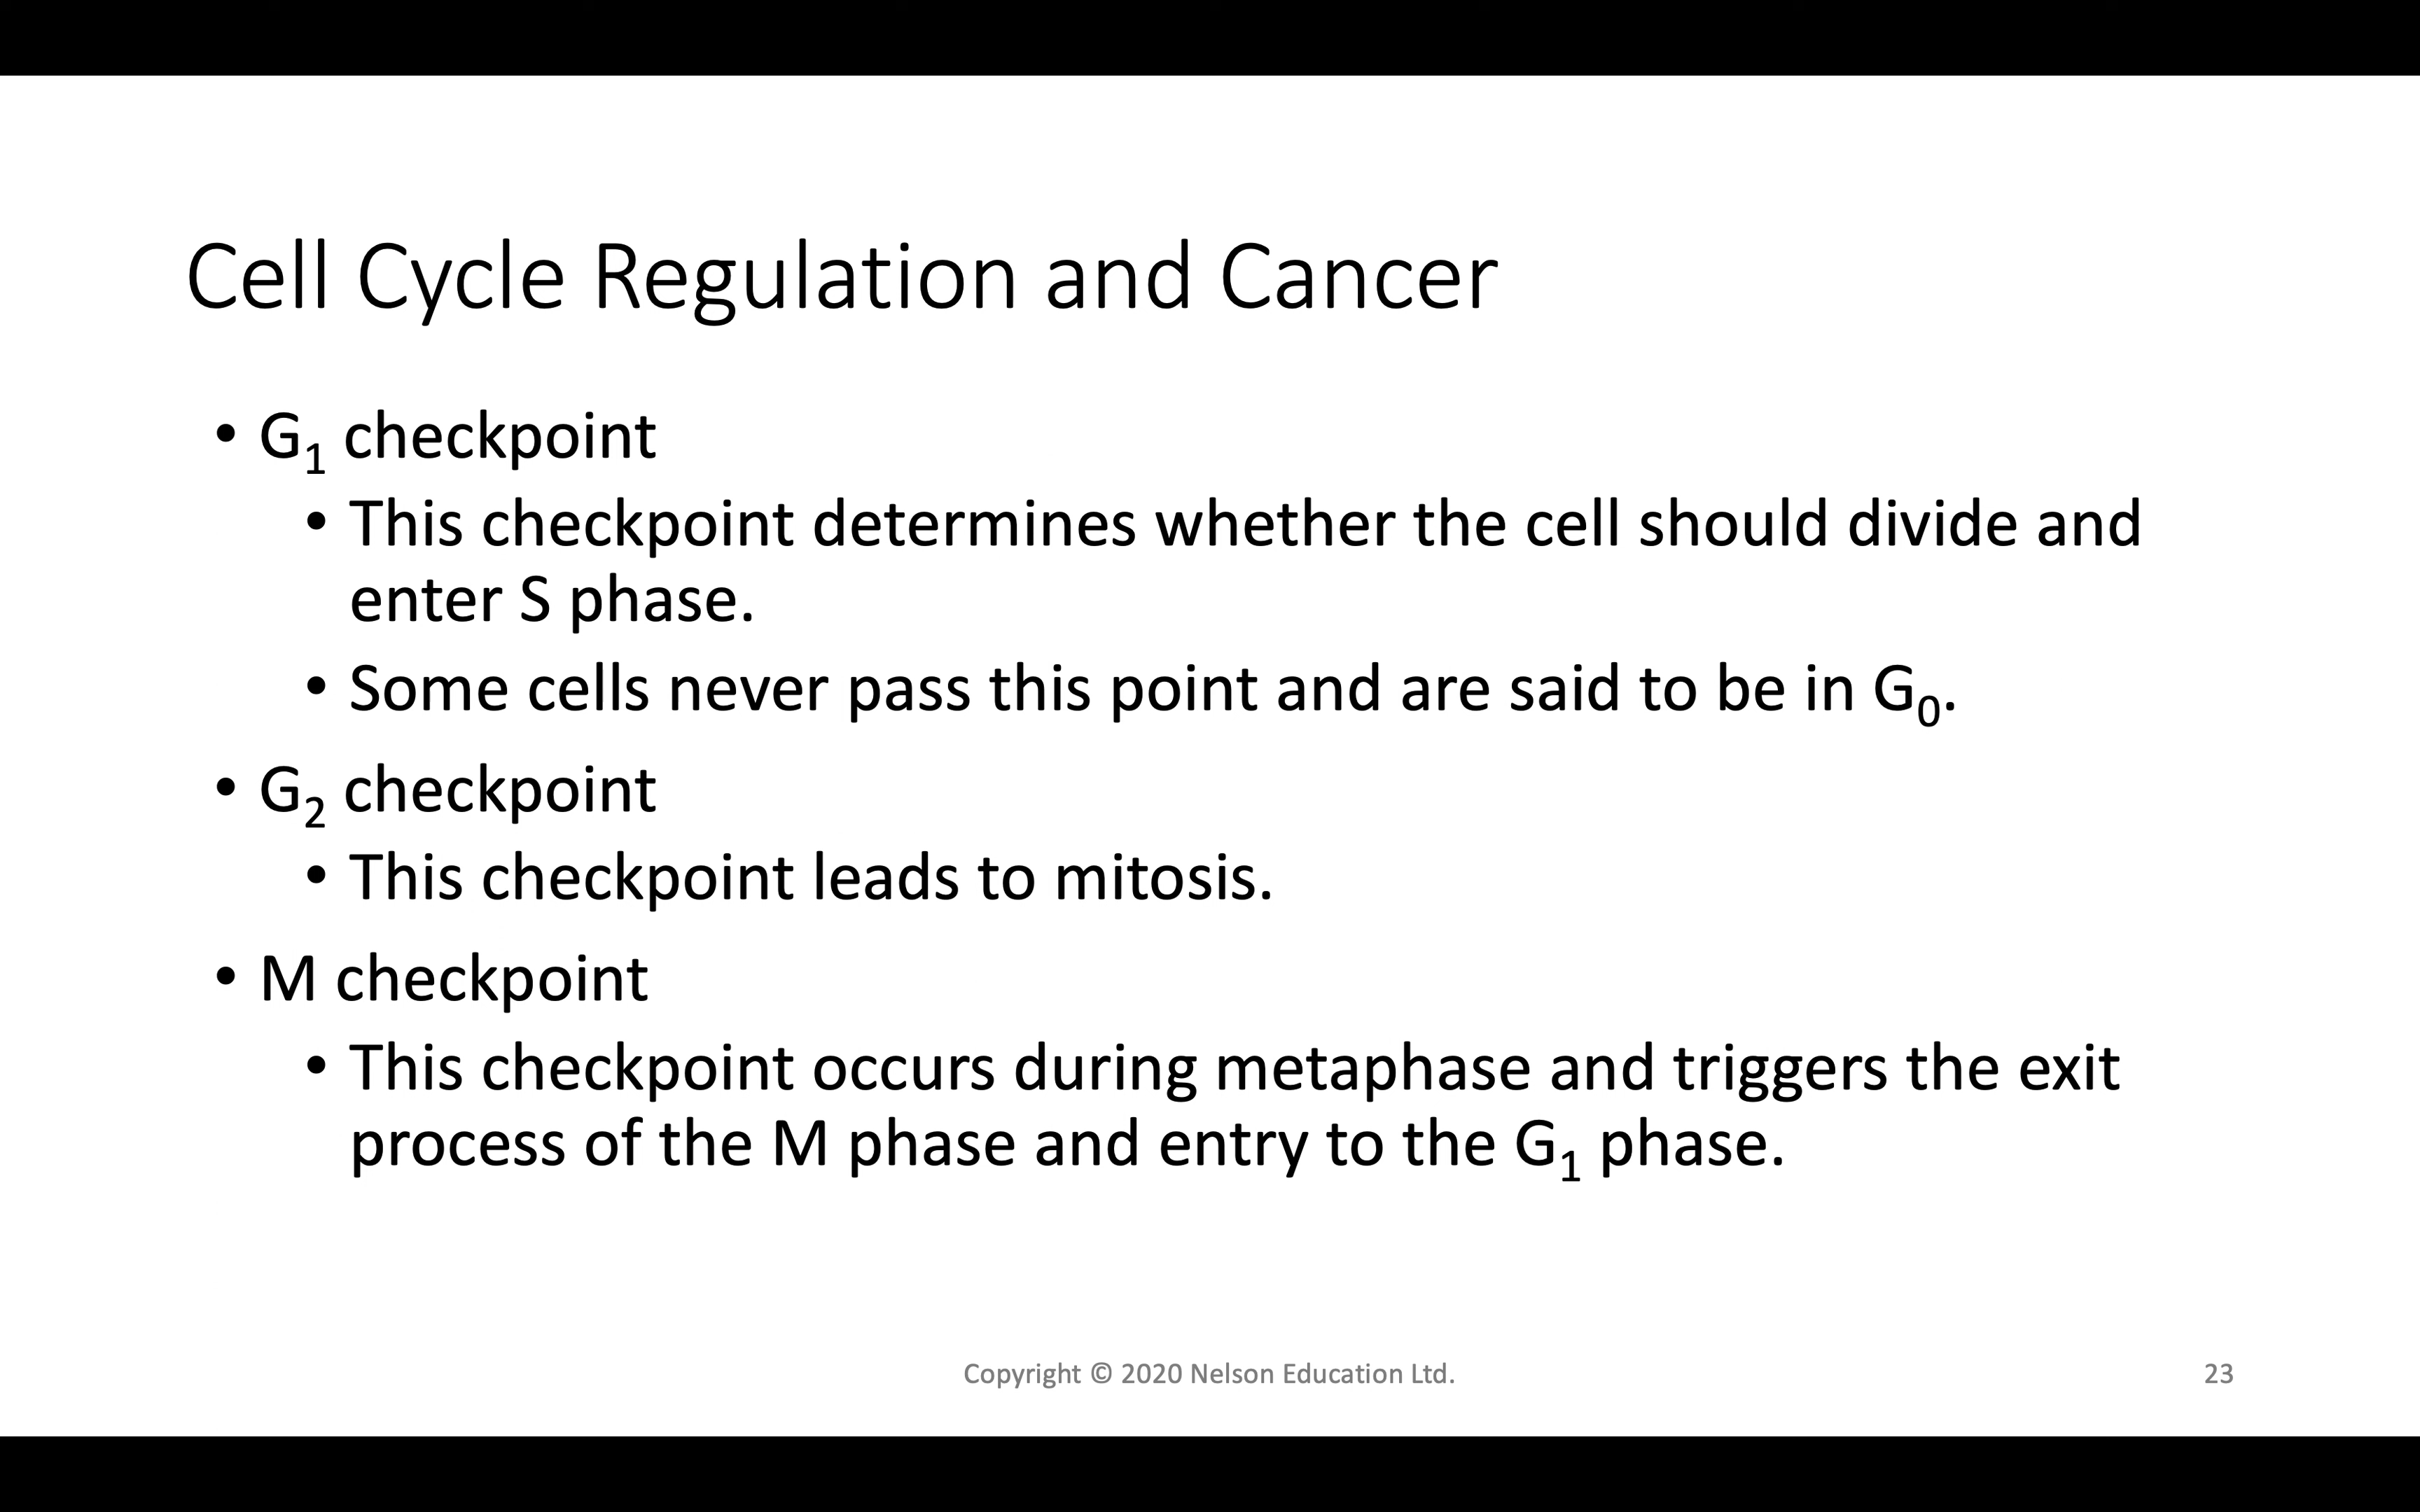 Cell Cycle Regulation and Cancer
• G₁ checkpoint
• This checkpoint determines whether the cell should divide and
enter S phase.
• Some cells never pass this point and are said to be in G₀.
• G₂ checkpoint
• This checkpoint leads to mitosis.
• M checkpoint
• This checkpoint occurs during metaphase and triggers the exit
process of the M phase and entry to the G₁ phase.
Copyright © 2020 Nelson Education Ltd.
23